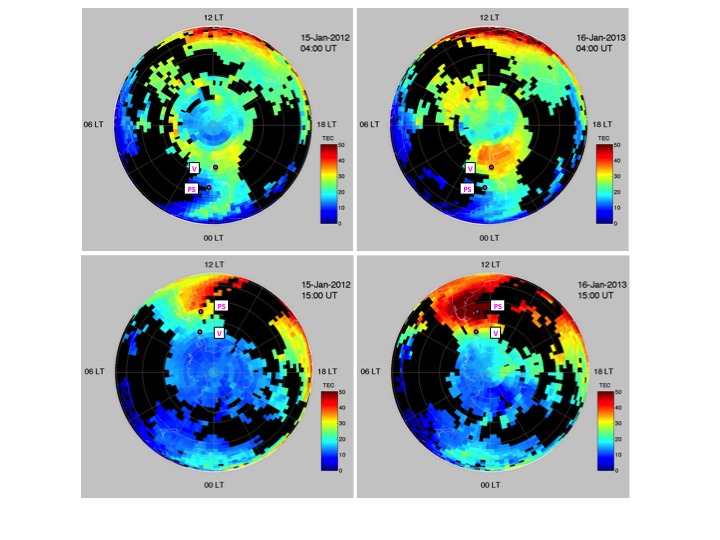 12 LT
15-Jan-2012
04:00 UT
06 LT
18 LT
TEC
50
40
30
20
10
0
V
PS
00 LT
12 LT
16-Jan-2013
04:00 UT
06 LT
18 LT
TEC
50
40
30
20
10
0
V
PS
00 LT
12 LT
15-Jan-2012
15:00 UT
PS
V
06 LT
18 LT
TEC
50
40
30
20
10
0
00 LT
12 LT
16-Jan-2013
15:00 UT
PS
V
06 LT
18 LT
TEC
50
40
30
20
10
0
00 LT